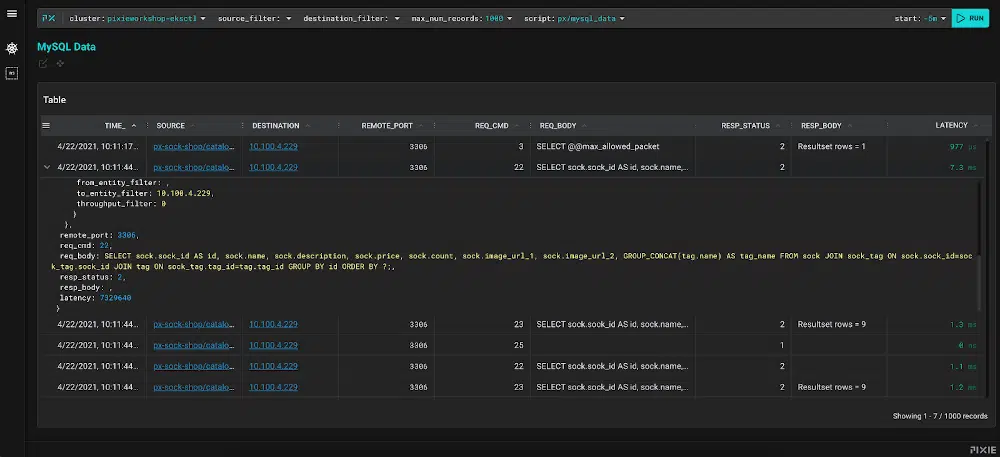 PX cluster: pixieworkshop-eksctl source_filter: destination_filter: max_num_records: 1000 script: px/mysql_data start: -5m RUN
MySQL Data
Table
TIME_ SOURCE DESTINATION REMOTE_PORT REQ_CMD REQ_BODY RESP_STATUS RESP_BODY LATENCY
4/22/2021, 10:11:17... px-sock-shop/catalo... 10.100.4.229 3306 3 SELECT @@max_allowed_packet 2 Resultset rows = 1 977 µs
4/22/2021, 10:11:44... px-sock-shop/catalo... 10.100.4.229 3306 22 SELECT sock.sock_id AS id, sock.name,... 2 7.3 ms
from_entity_filter: ,
to_entity_filter: 10.100.4.229,
throughput_filter: 0
}
},
remote_port: 3306,
req_cmd: 22,
req_body: SELECT sock.sock_id AS id, sock.name, sock.description, sock.price, sock.count, sock.image_url_1, sock.image_url_2, GROUP_CONCAT(tag.name) AS tag_name FROM sock JOIN sock_tag ON sock.sock_id=soc
k_tag.sock_id JOIN tag ON sock_tag.tag_id=tag.tag_id GROUP BY id ORDER BY ?;,
resp_status: 2,
resp_body: ,
latency: 7329640
}
4/22/2021, 10:11:44... px-sock-shop/catalo... 10.100.4.229 3306 23 SELECT sock.sock_id AS id, sock.name,... 2 Resultset rows = 9 1.3 ms
4/22/2021, 10:11:44... px-sock-shop/catalo... 10.100.4.229 3306 25 1 0 ns
4/22/2021, 10:11:44... px-sock-shop/catalo... 10.100.4.229 3306 22 SELECT sock.sock_id AS id, sock.name,... 2 1.1 ms
4/22/2021, 10:11:44... px-sock-shop/catalo... 10.100.4.229 3306 23 SELECT sock.sock_id AS id, sock.name,... 2 Resultset rows = 9 1.2 ms
Showing 1 - 7 / 1000 records
PIXIE